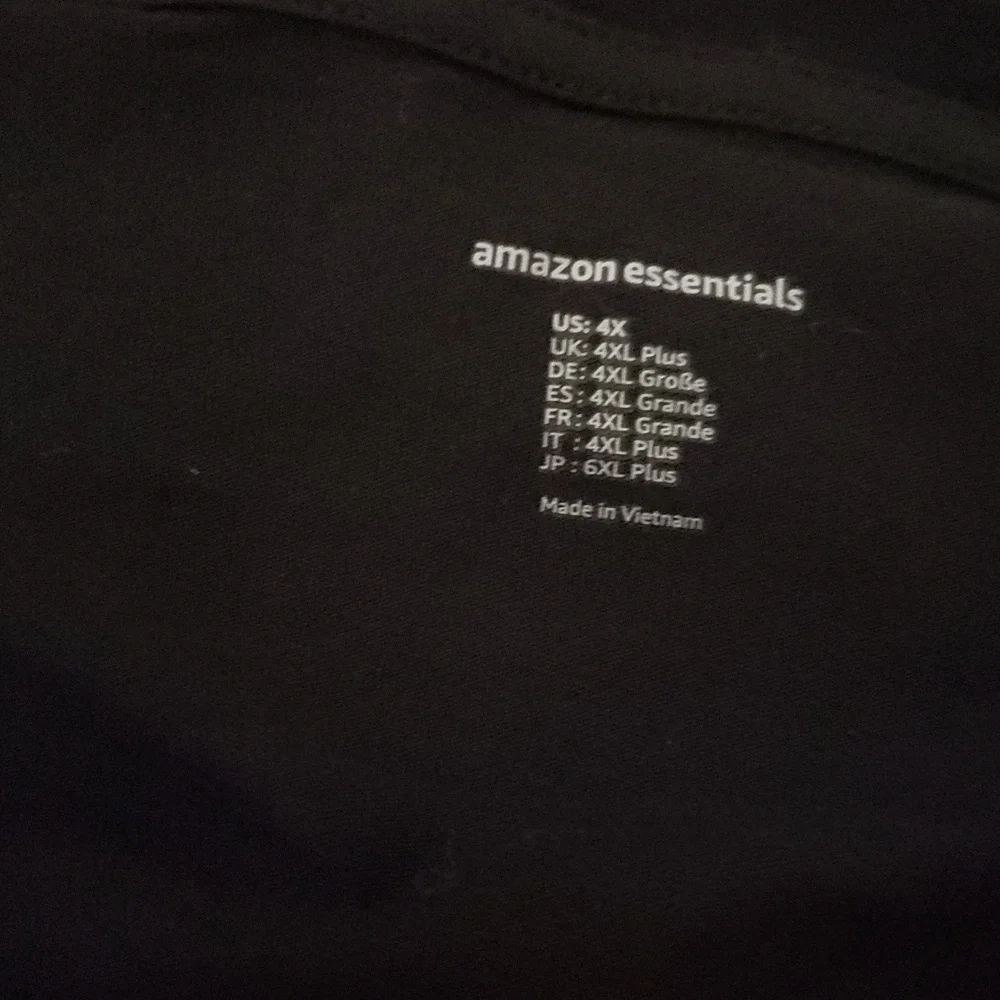 amazon essentials
US: 4X
UK: 4XL Plus
DE: 4XL Große
ES: 4XL Grande
FR: 4XL Grande
IT : 4XL Plus
JP : 6XL Plus
Made in Vietnam